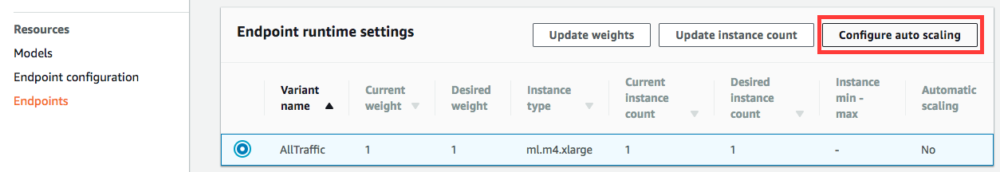 Resources
Models
Endpoint configuration
Endpoints
Endpoint runtime settings
Update weights
Update instance count
Configure auto scaling
Variant name
Current weight
Desired weight
Instance type
Current instance count
Desired instance count
Instance min - max
Automatic scaling
AllTraffic 1 1 ml.m4.xlarge 1 1 - No